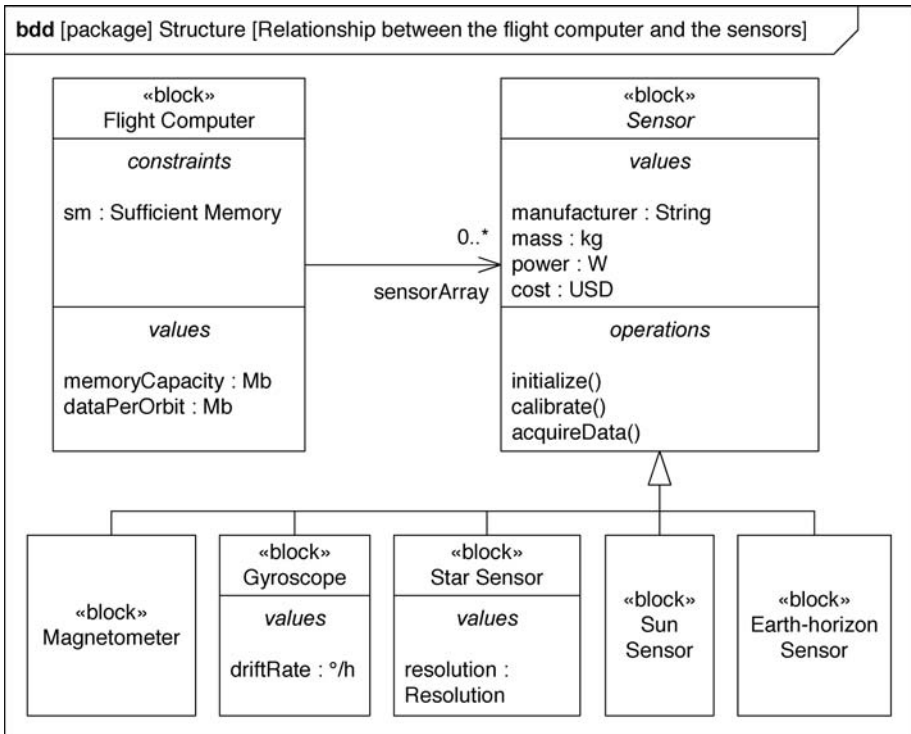 bdd [package] Structure [Relationship between the flight computer and the sensors]
«block»
Flight Computer
constraints
sm : Sufficient Memory
values
memoryCapacity : Mb
dataPerOrbit : Mb
0..*
sensorArray
«block»
Sensor
values
manufacturer : String
mass : kg
power : W
cost : USD
operations
initialize()
calibrate()
acquireData()
«block»
Magnetometer
«block»
Gyroscope
values
driftRate : °/h
«block»
Star Sensor
values
resolution :
Resolution
«block»
Sun
Sensor
«block»
Earth-horizon
Sensor